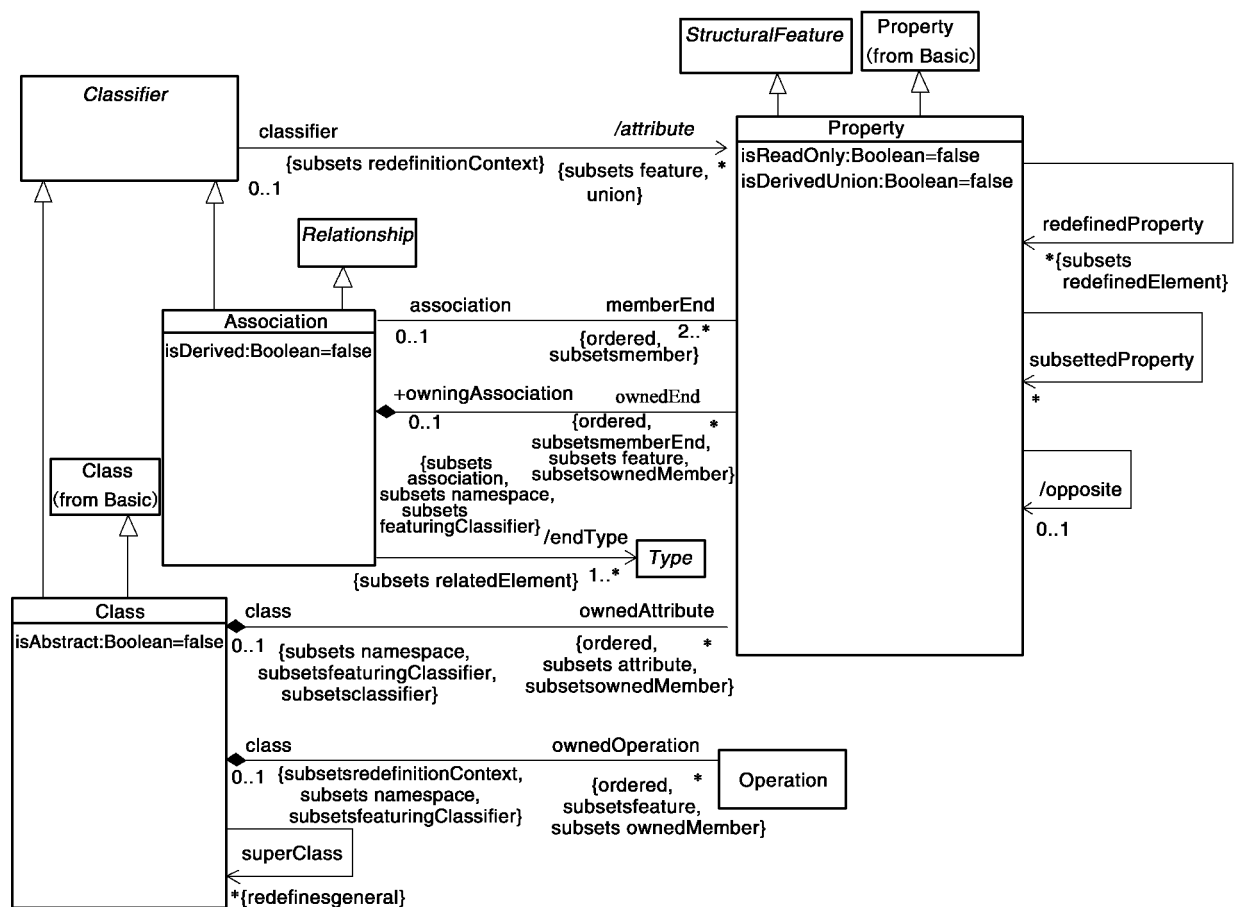 StructuralFeature
Property
(from Basic)
Classifier
classifier
/attribute
{subsets redefinitionContext}
0..1
{subsets feature, *
union}
Property
isReadOnly:Boolean=false
isDerivedUnion:Boolean=false
redefinedProperty
*{subsets
redefinedElement}
Relationship
association
memberEnd
0..1
2..*
{ordered,
subsetsmember}
Association
isDerived:Boolean=false
subsettedProperty
*
+owningAssociation
ownedEnd
0..1
*
{ordered,
subsetsmemberEnd,
subsets feature,
subsetsownedMember}
{subsets
association,
subsets namespace,
subsets
featuringClassifier}
/opposite
0..1
Class
(from Basic)
/endType
{subsets relatedElement}
1..*
Type
Class
isAbstract:Boolean=false
class
ownedAttribute
0..1
*
{subsets namespace,
subsetsfeaturingClassifier,
subsetsclassifier}
{ordered,
subsets attribute,
subsetsownedMember}
class
ownedOperation
0..1
*
{subsetsredefinitionContext,
subsets namespace,
subsetsfeaturingClassifier}
{ordered,
subsetsfeature,
subsets ownedMember}
Operation
superClass
*{redefinesgeneral}